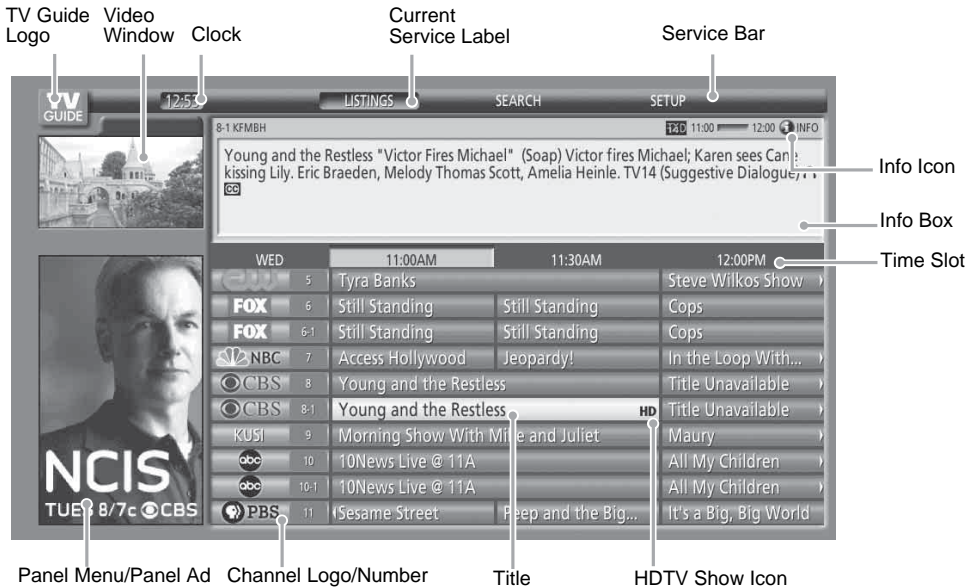 TV Guide Logo
Video Window
Clock
Current Service Label
Service Bar
TV GUIDE
12:53
LISTINGS
SEARCH
SETUP
8-1 KFMBH
11:00
12:00
INFO
Young and the Restless "Victor Fires Michael" (Soap) Victor fires Michael; Karen sees Cane
kissing Lily. Eric Braeden, Melody Thomas Scott, Amelia Heinle. TV14 (Suggestive Dialogue)
CC
Info Icon
Info Box
Time Slot
WED 11:00AM 11:30AM 12:00PM
CW 5 Tyra Banks Steve Wilkos Show
FOX 6 Still Standing Still Standing Cops
FOX 6-1 Still Standing Still Standing Cops
NBC 7 Access Hollywood Jeopardy! In the Loop With...
CBS 8 Young and the Restless Title Unavailable
CBS 8-1 Young and the Restless HD Title Unavailable
KUSI 9 Morning Show With Mike and Juliet Maury
abc 10 10News Live @ 11A All My Children
abc 10-1 10News Live @ 11A All My Children
PBS 11 Sesame Street Peep and the Big... It's a Big, Big World
NCIS
TUES 8/7c CBS
Panel Menu/Panel Ad
Channel Logo/Number
Title
HDTV Show Icon